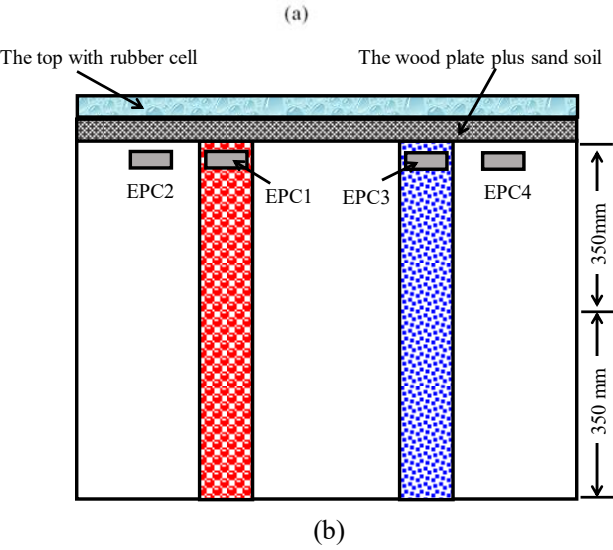 (a)
The top with rubber cell
The wood plate plus sand soil
EPC2
EPC1
EPC3
EPC4
350mm
350 mm
(b)